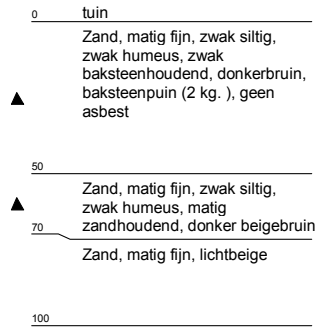 0 tuin
Zand, matig fijn, zwak siltig,
zwak humeus, zwak
baksteenhoudend, donkerbruin,
baksteenpuin (2 kg. ), geen
asbest
50
Zand, matig fijn, zwak siltig,
zwak humeus, matig
zandhoudend, donker beigebruin
70
Zand, matig fijn, lichtbeige
100